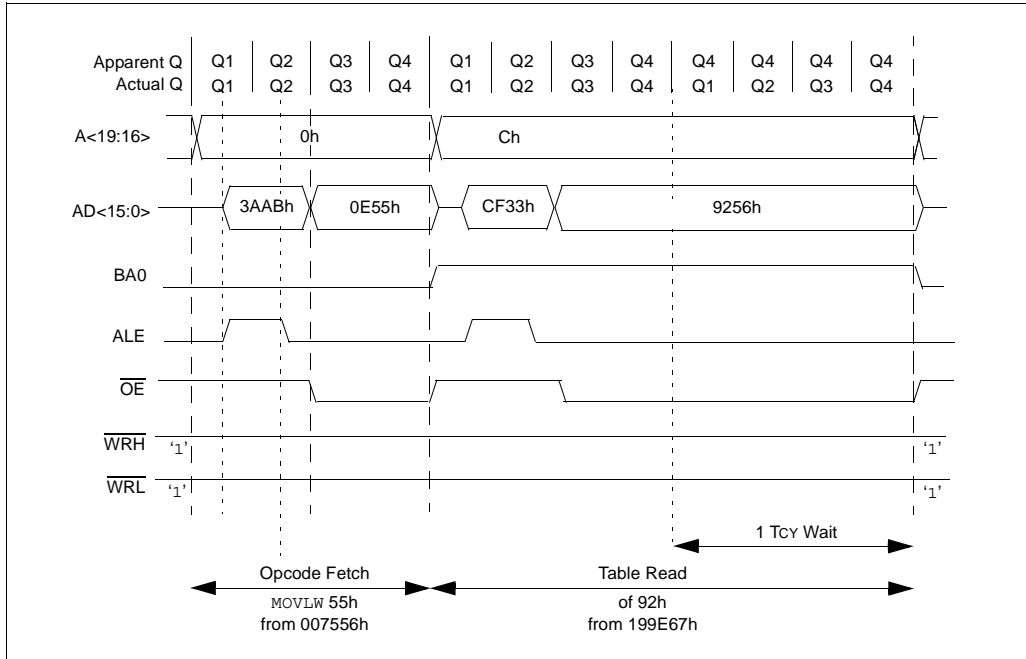 Apparent Q Q1 Q2 Q3 Q4 Q1 Q2 Q3 Q4 Q4 Q4 Q4 Q4
Actual Q Q1 Q2 Q3 Q4 Q1 Q2 Q3 Q4 Q1 Q2 Q3 Q4
A<19:16> 0h Ch
AD<15:0> 3AABh 0E55h CF33h 9256h
BA0
ALE
OE
WRH '1' '1'
WRL '1' '1'
1 TCY Wait
Opcode Fetch Table Read
MOVLW 55h of 92h
from 007556h from 199E67h